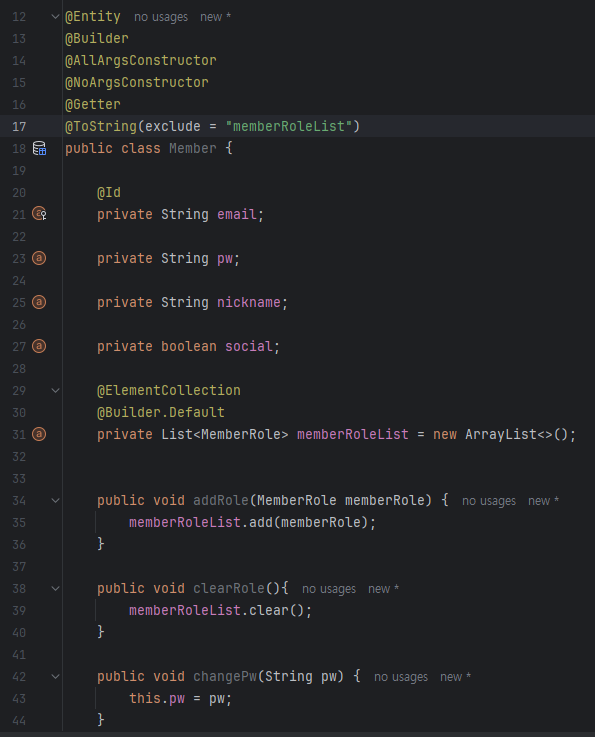 12 @Entity no usages new *
13 @Builder
14 @AllArgsConstructor
15 @NoArgsConstructor
16 @Getter
17 @ToString(exclude = "memberRoleList")
18 public class Member {
19
20 @Id
21 private String email;
22
23 private String pw;
24
25 private String nickname;
26
27 private boolean social;
28
29 @ElementCollection
30 @Builder.Default
31 private List<MemberRole> memberRoleList = new ArrayList<>();
32
33
34 public void addRole(MemberRole memberRole) { no usages new *
35 memberRoleList.add(memberRole);
36 }
37
38 public void clearRole(){ no usages new *
39 memberRoleList.clear();
40 }
41
42 public void changePw(String pw) { no usages new *
43 this.pw = pw;
44 }